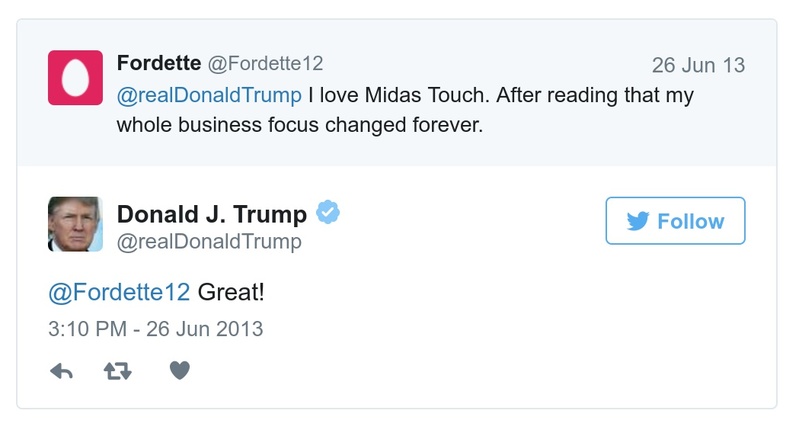 Fordette @Fordette12 26 Jun 13
@realDonaldTrump I love Midas Touch. After reading that my
whole business focus changed forever.
Donald J. Trump
@realDonaldTrump
Follow
@Fordette12 Great!
3:10 PM - 26 Jun 2013